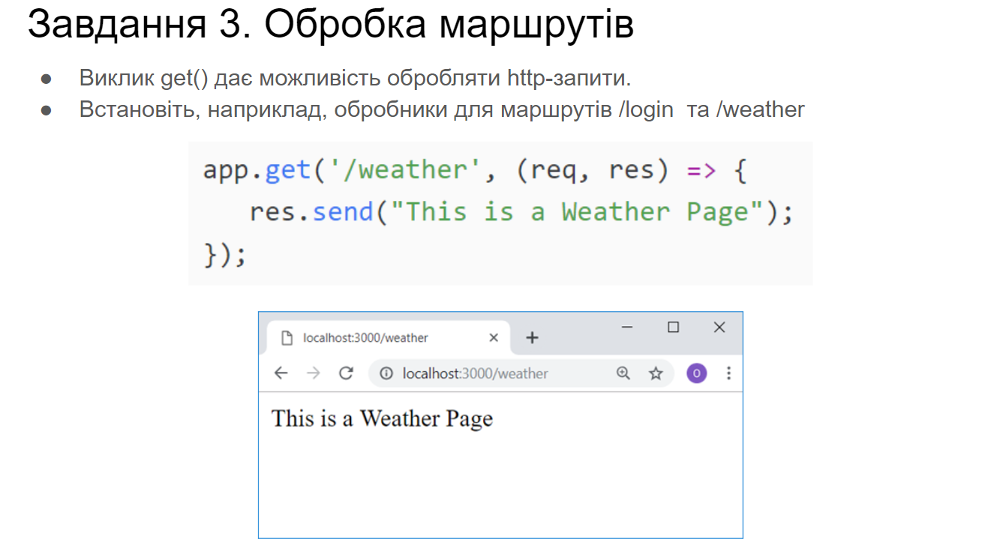 Завдання 3. Обробка маршрутів
● Виклик get() дає можливість обробляти http-запити.
● Встановіть, наприклад, обробники для маршрутів /login та /weather
app.get('/weather', (req, res) => {
res.send("This is a Weather Page");
});
localhost:3000/weather
localhost:3000/weather
O
This is a Weather Page